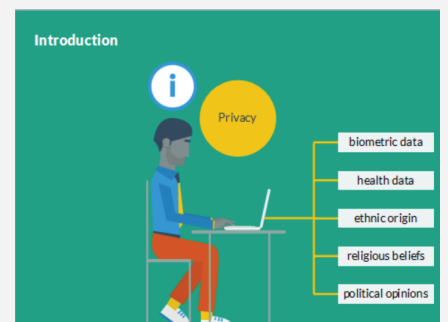 Introduction
i
Privacy
biometric data
health data
ethnic origin
religious beliefs
political opinions